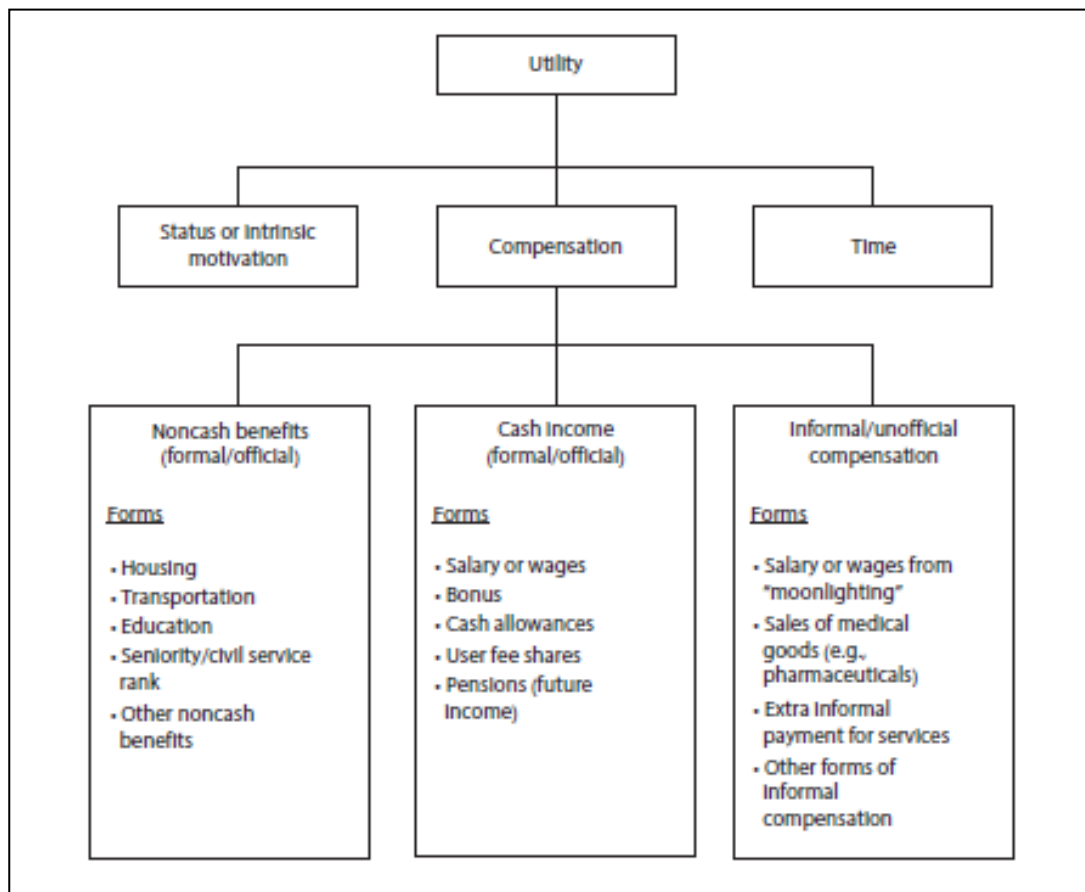 Utility
Status or intrinsic
motivation
Compensation
Time
Noncash benefits
(formal/official)
Forms
• Housing
• Transportation
• Education
• Seniority/civil service
rank
• Other noncash
benefits
Cash income
(formal/official)
Forms
• Salary or wages
• Bonus
• Cash allowances
• User fee shares
• Pensions (future
income)
Informal/unofficial
compensation
Forms
• Salary or wages from
"moonlighting"
• Sales of medical
goods (e.g.,
pharmaceuticals)
• Extra informal
payment for services
• Other forms of
informal
compensation